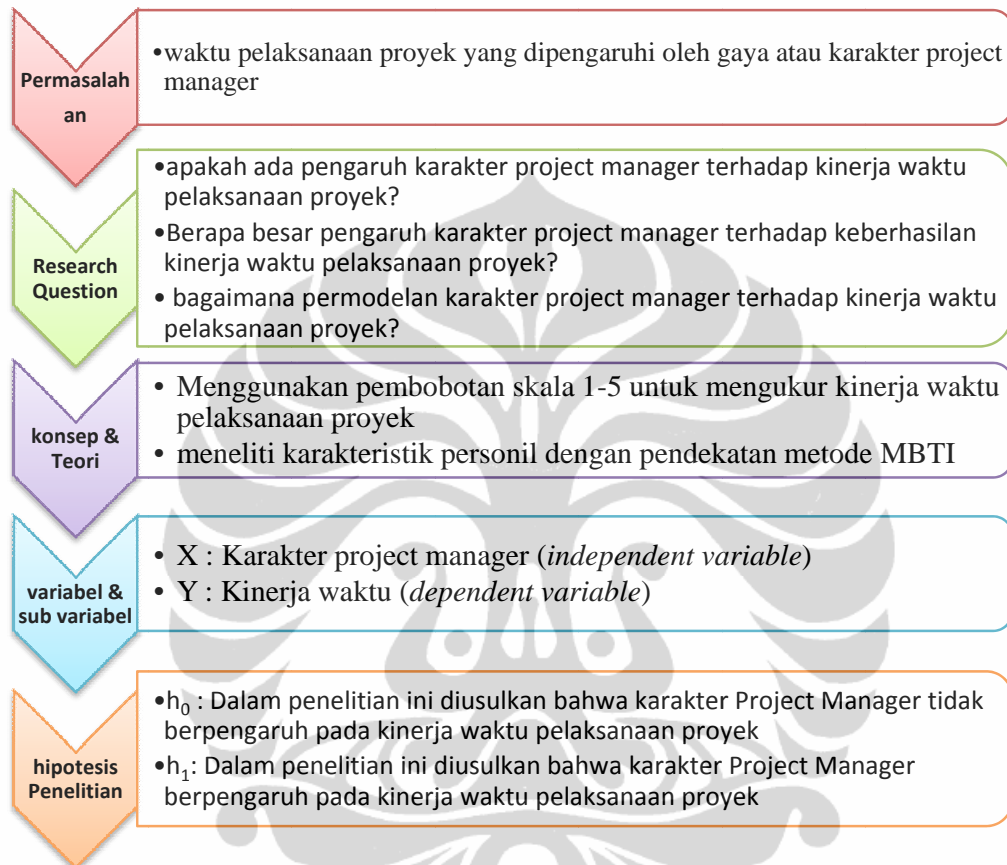 Permasalah
an
•waktu pelaksanaan proyek yang dipengaruhi oleh gaya atau karakter project
manager
Research
Question
•apakah ada pengaruh karakter project manager terhadap kinerja waktu
pelaksanaan proyek?
•Berapa besar pengaruh karakter project manager terhadap keberhasilan
kinerja waktu pelaksanaan proyek?
• bagaimana permodelan karakter project manager terhadap kinerja waktu
pelaksanaan proyek?
konsep &
Teori
• Menggunakan pembobotan skala 1-5 untuk mengukur kinerja waktu
pelaksanaan proyek
• meneliti karakteristik personil dengan pendekatan metode MBTI
variabel &
sub variabel
• X : Karakter project manager (independent variable)
• Y : Kinerja waktu (dependent variable)
hipotesis
Penelitian
•h₀ : Dalam penelitian ini diusulkan bahwa karakter Project Manager tidak
berpengaruh pada kinerja waktu pelaksanaan proyek
•h₁: Dalam penelitian ini diusulkan bahwa karakter Project Manager
berpengaruh pada kinerja waktu pelaksanaan proyek